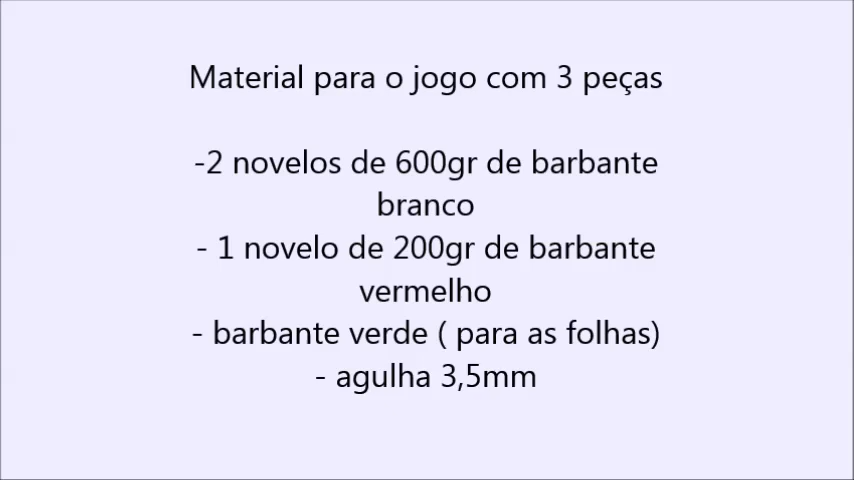 Material para o jogo com 3 peças
-2 novelos de 600gr de barbante
branco
- 1 novelo de 200gr de barbante
vermelho
- barbante verde ( para as folhas)
- agulha 3,5mm